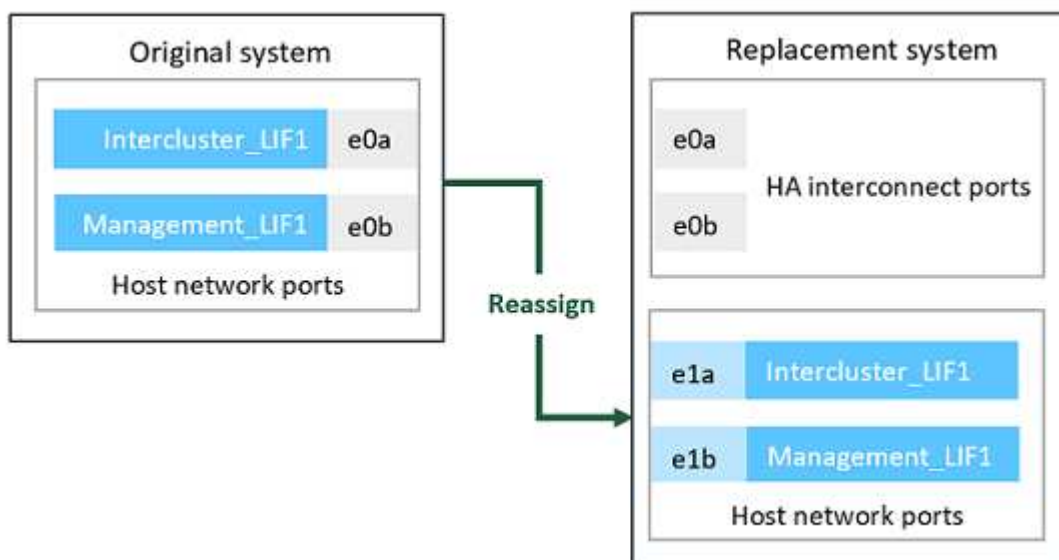 Original system
Intercluster_LIF1 e0a
Management_LIF1 e0b
Host network ports
Reassign
Replacement system
e0a
HA interconnect ports
e0b
e1a Intercluster_LIF1
e1b Management_LIF1
Host network ports